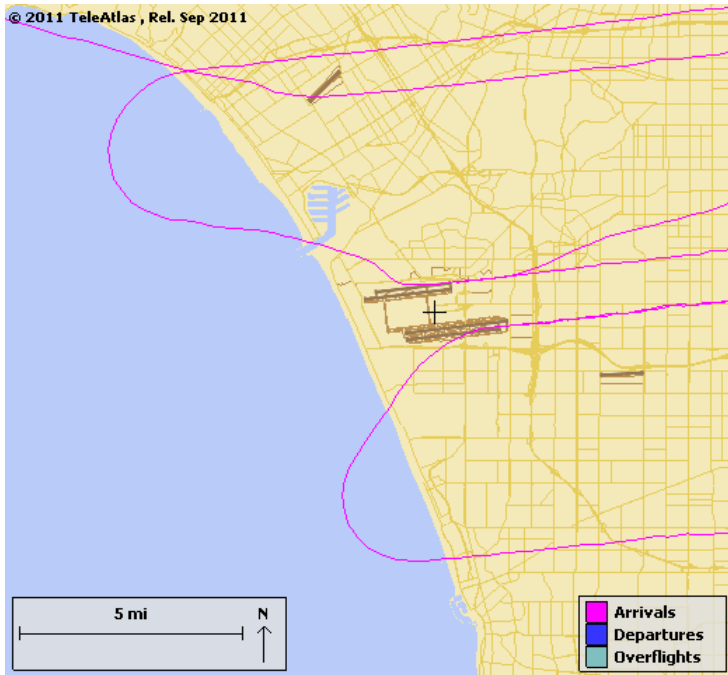 © 2011 TeleAtlas , Rel. Sep 2011
5 mi
N
Arrivals
Departures
Overflights